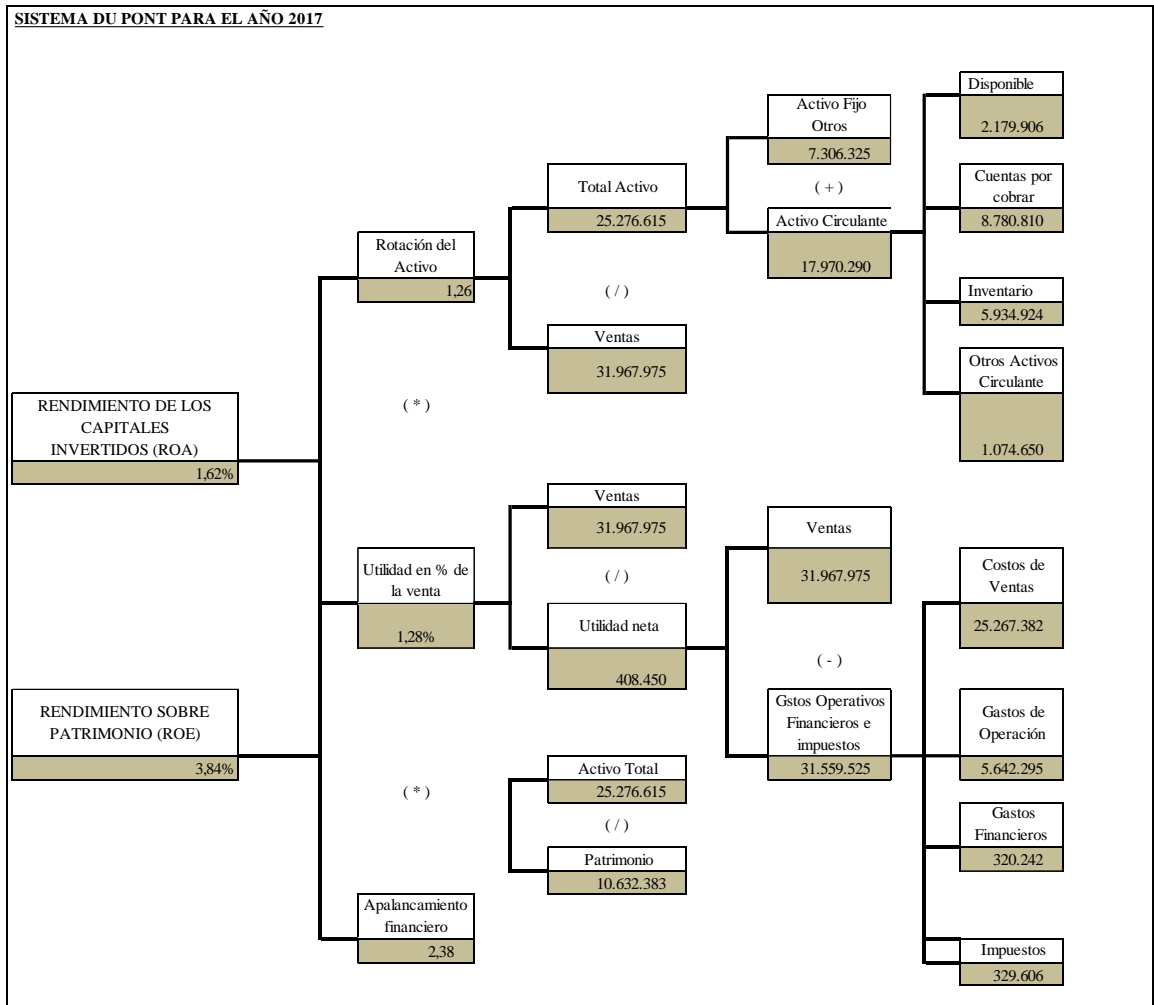 SISTEMA DU PONT PARA EL AÑO 2017
Disponible
2.179.906
Activo Fijo
Otros
7.306.325
( + )
Cuentas por
cobrar
8.780.810
Total Activo
25.276.615
Activo Circulante
17.970.290
Rotación del
Activo
1,26
( / )
Inventario
5.934.924
Ventas
31.967.975
Otros Activos
Circulante
1.074.650
( * )
RENDIMIENTO DE LOS
CAPITALES
INVERTIDOS (ROA)
1,62%
Ventas
31.967.975
Ventas
31.967.975
Utilidad en % de
la venta
1,28%
( / )
Costos de
Ventas
25.267.382
Utilidad neta
408.450
( - )
RENDIMIENTO SOBRE
PATRIMONIO (ROE)
3,84%
Gstos Operativos
Financieros e
impuestos
31.559.525
Gastos de
Operación
5.642.295
( * )
Activo Total
25.276.615
( / )
Patrimonio
10.632.383
Gastos
Financieros
320.242
Apalancamiento
financiero
2,38
Impuestos
329.606